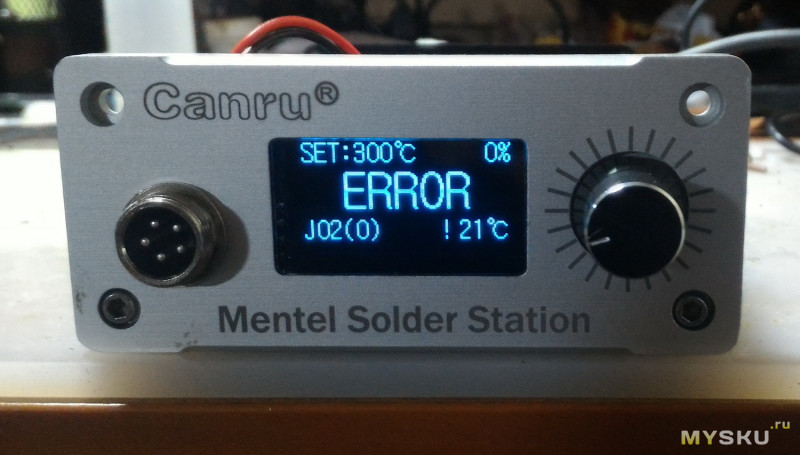 Canru®
SET:300℃ 0%
ERROR
J02(0) !21℃
Mentel Solder Station
MYSKU.ru